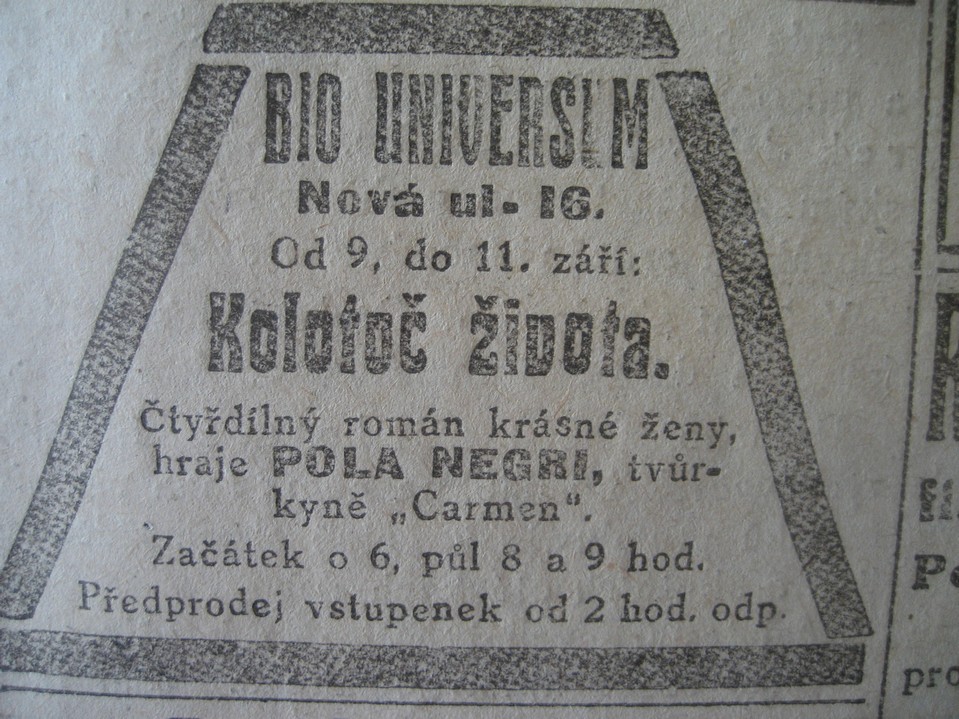 BIO UNIVERSUM
Nová ul. 16.
Od 9. do 11. září:
Kolotoč života.
Čtyřdílný román krásné ženy,
hraje POLA NEGRI, tvůr-
kyně „Carmen“.
Začátek o 6, půl 8 a 9 hod.
Předprodej vstupenek od 2 hod. odp.
pro